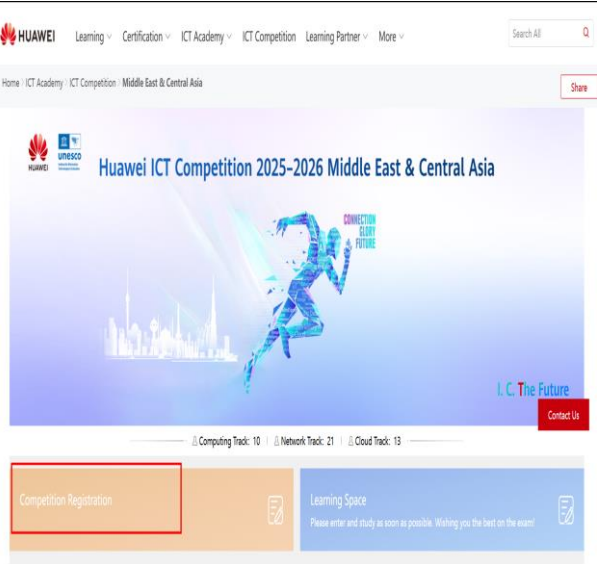 HUAWEI Learning Certification ICT Academy ICT Competition Learning Partner More Search All
Home > ICT Academy > ICT Competition > Middle East & Central Asia
Share
HUAWEI
unesco
Huawei ICT Competition 2025-2026 Middle East & Central Asia
CONNECTION
GLORY
FUTURE
I. C. The Future
Contact Us
Computing Track: 10 | Network Track: 21 | Cloud Track: 13
Competition Registration
Learning Space
Please enter and study as soon as possible. Wishing you the best on the exam!